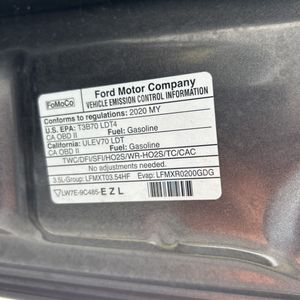 FoMoCo
Ford Motor Company
VEHICLE EMISSION CONTROL INFORMATION
Conforms to regulations: 2020 MY
U.S. EPA: T3B70 LDT4
CA OBD II Fuel: Gasoline
California: ULEV70 LDT
CA OBD II Fuel: Gasoline
TWC/DFI/SFI/HO2S/WR-HO2S/TC/CAC
No adjustments needed.
3.5L-Group: LFMXT03.54HF Evap: LFMXR0200GDG
LW7E-9C485-EZL